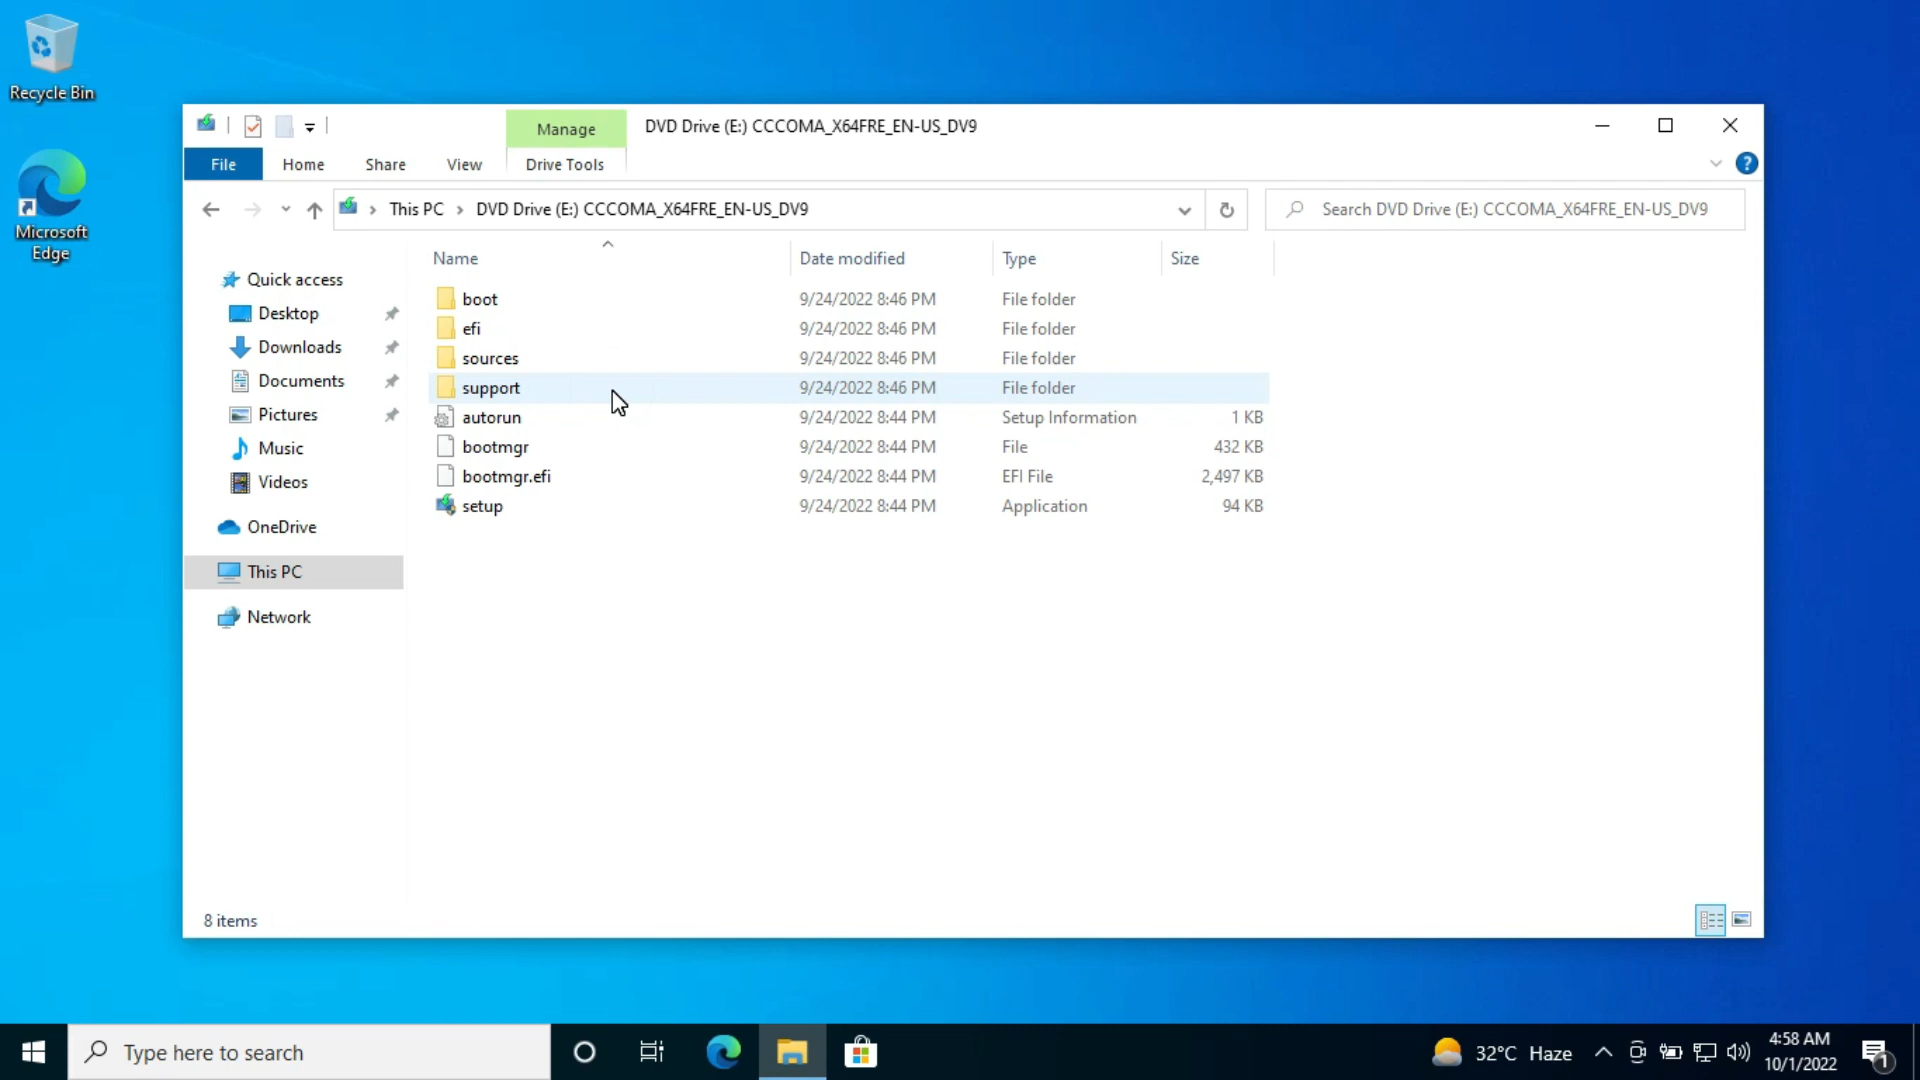 Recycle Bin
Microsoft
Edge
Manage
DVD Drive (E:) CCCOMA_X64FRE_EN-US_DV9
File
Home
Share
View
Drive Tools
?
This PC
DVD Drive (E:) CCCOMA_X64FRE_EN-US_DV9
Search DVD Drive (E:) CCCOMA_X64FRE_EN-US_DV9
Quick access
Desktop
Downloads
Documents
Pictures
Music
Videos
OneDrive
This PC
Network
Name Date modified Type Size
boot 9/24/2022 8:46 PM File folder
efi 9/24/2022 8:46 PM File folder
sources 9/24/2022 8:46 PM File folder
support 9/24/2022 8:46 PM File folder
autorun 9/24/2022 8:44 PM Setup Information 1 KB
bootmgr 9/24/2022 8:44 PM File 432 KB
bootmgr.efi 9/24/2022 8:44 PM EFI File 2,497 KB
setup 9/24/2022 8:44 PM Application 94 KB
8 items
Type here to search
32°C Haze
4:58 AM
10/1/2022
1